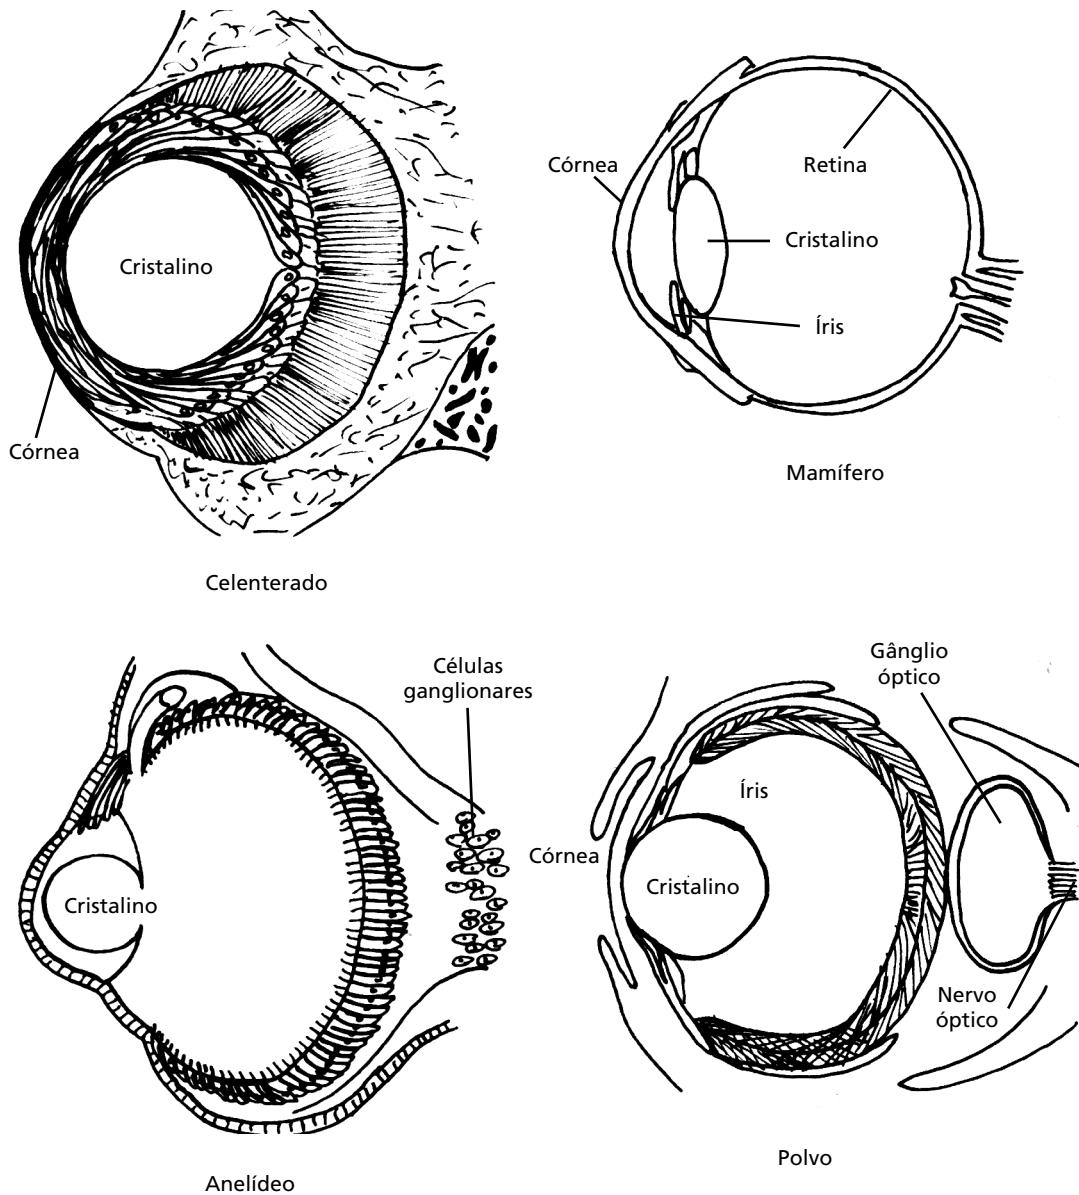 Cristalino
Córnea
Celenterado
Córnea
Retina
Cristalino
Íris
Mamífero
Células
ganglionares
Cristalino
Anelídeo
Gânglio
óptico
Íris
Córnea
Cristalino
Nervo
óptico
Polvo